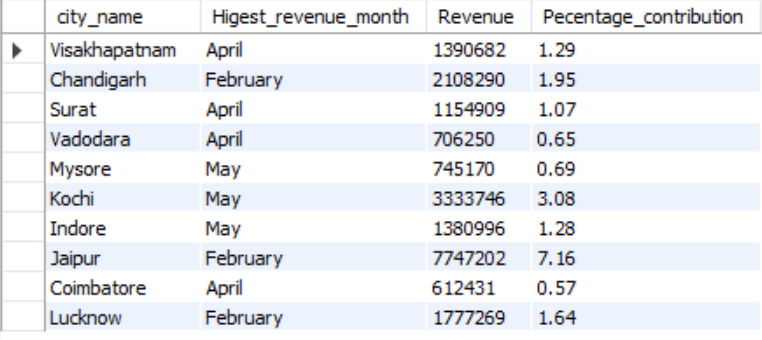 city_name Higest_revenue_month Revenue Pecentage_contribution
Visakhapatnam April 1390682 1.29
Chandigarh February 2108290 1.95
Surat April 1154909 1.07
Vadodara April 706250 0.65
Mysore May 745170 0.69
Kochi May 3333746 3.08
Indore May 1380996 1.28
Jaipur February 7747202 7.16
Coimbatore April 612431 0.57
Lucknow February 1777269 1.64